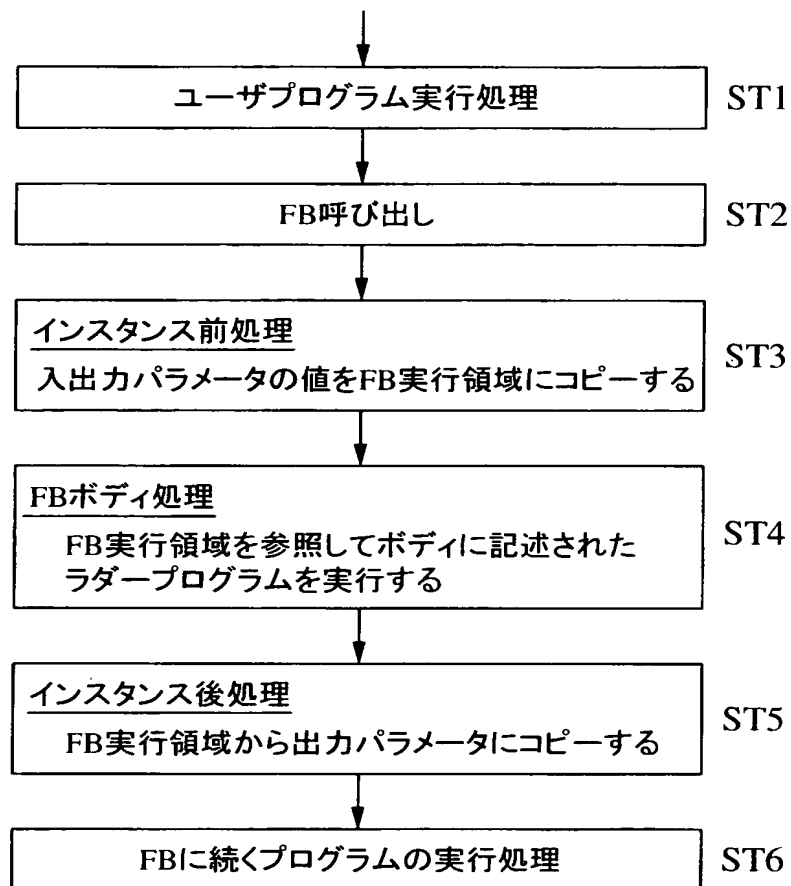 ユーザプログラム実行処理
ST1
FB呼び出し
ST2
インスタンス前処理
入出力パラメータの値をFB実行領域にコピーする
ST3
FBボディ処理
FB実行領域を参照してボディに記述された
ラダープログラムを実行する
ST4
インスタンス後処理
FB実行領域から出力パラメータにコピーする
ST5
FBに続くプログラムの実行処理
ST6